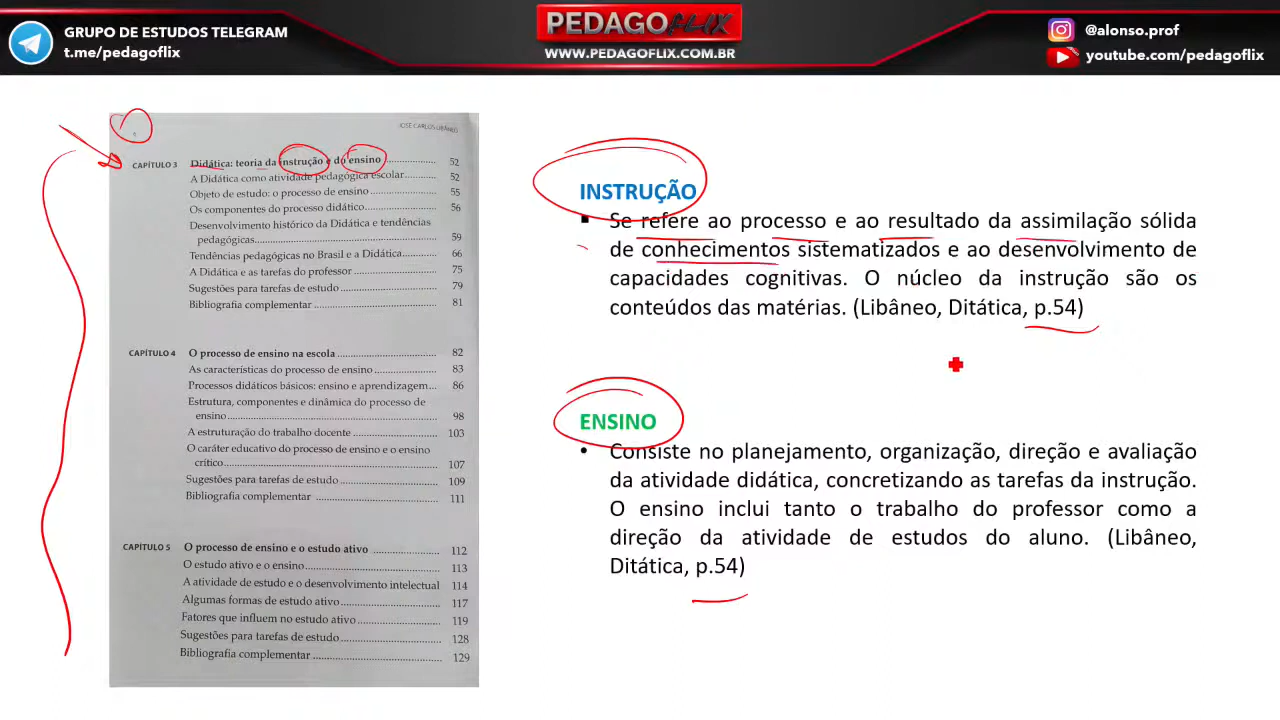 GRUPO DE ESTUDOS TELEGRAM
t.me/pedagoflix
PEDAGOFLIX
WWW.PEDAGOFLIX.COM.BR
@alonso.prof
youtube.com/pedagoflix
JOSÉ CARLOS LIBÂNEO
CAPÍTULO 3 Didática: teoria da instrução e do ensino 52
A Didática como atividade pedagógica escolar 52
Objeto de estudo: o processo de ensino 55
Os componentes do processo didático 56
Desenvolvimento histórico da Didática e tendências
pedagógicas 59
Tendências pedagógicas no Brasil e a Didática 66
A Didática e as tarefas do professor 75
Sugestões para tarefas de estudo 79
Bibliografia complementar 81
CAPÍTULO 4 O processo de ensino na escola 82
As características do processo de ensino 83
Processos didáticos básicos: ensino e aprendizagem 86
Estrutura, componentes e dinâmica do processo de
ensino 98
A estruturação do trabalho docente 103
O caráter educativo do processo de ensino e o ensino
crítico 107
Sugestões para tarefas de estudo 109
Bibliografia complementar 111
CAPÍTULO 5 O processo de ensino e o estudo ativo 112
O estudo ativo e o ensino 113
A atividade de estudo e o desenvolvimento intelectual 114
Algumas formas de estudo ativo 117
Fatores que influem no estudo ativo 119
Sugestões para tarefas de estudo 128
Bibliografia complementar 129
INSTRUÇÃO
▪ Se refere ao processo e ao resultado da assimilação sólida
de conhecimentos sistematizados e ao desenvolvimento de
capacidades cognitivas. O núcleo da instrução são os
conteúdos das matérias. (Libâneo, Ditática, p.54)
ENSINO
• Consiste no planejamento, organização, direção e avaliação
da atividade didática, concretizando as tarefas da instrução.
O ensino inclui tanto o trabalho do professor como a
direção da atividade de estudos do aluno. (Libâneo,
Ditática, p.54)